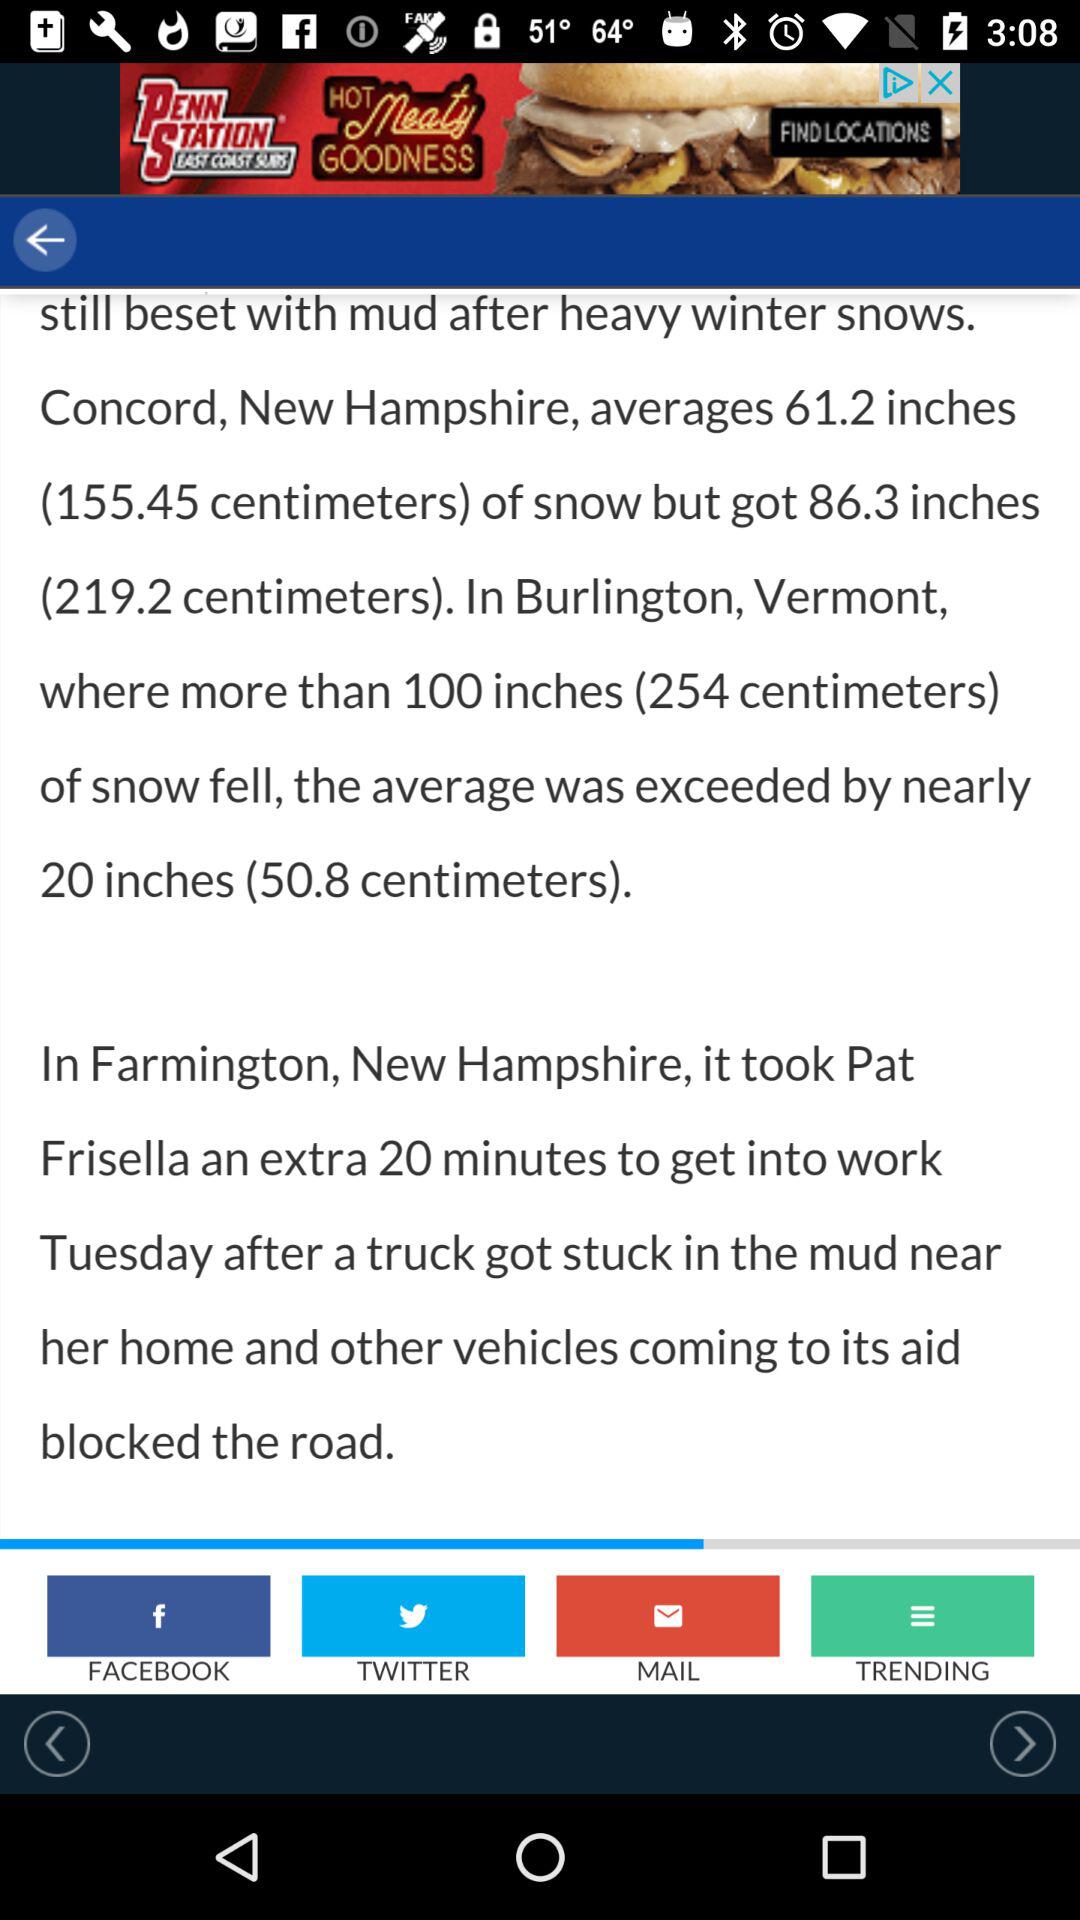 FAKE
51° 64° 3:08
PENN STATION
EAST COAST SUBS
HOT Meaty GOODNESS
FIND LOCATIONS
still beset with mud after heavy winter snows.
Concord, New Hampshire, averages 61.2 inches
(155.45 centimeters) of snow but got 86.3 inches
(219.2 centimeters). In Burlington, Vermont,
where more than 100 inches (254 centimeters)
of snow fell, the average was exceeded by nearly
20 inches (50.8 centimeters).
In Farmington, New Hampshire, it took Pat
Frisella an extra 20 minutes to get into work
Tuesday after a truck got stuck in the mud near
her home and other vehicles coming to its aid
blocked the road.
FACEBOOK TWITTER MAIL TRENDING